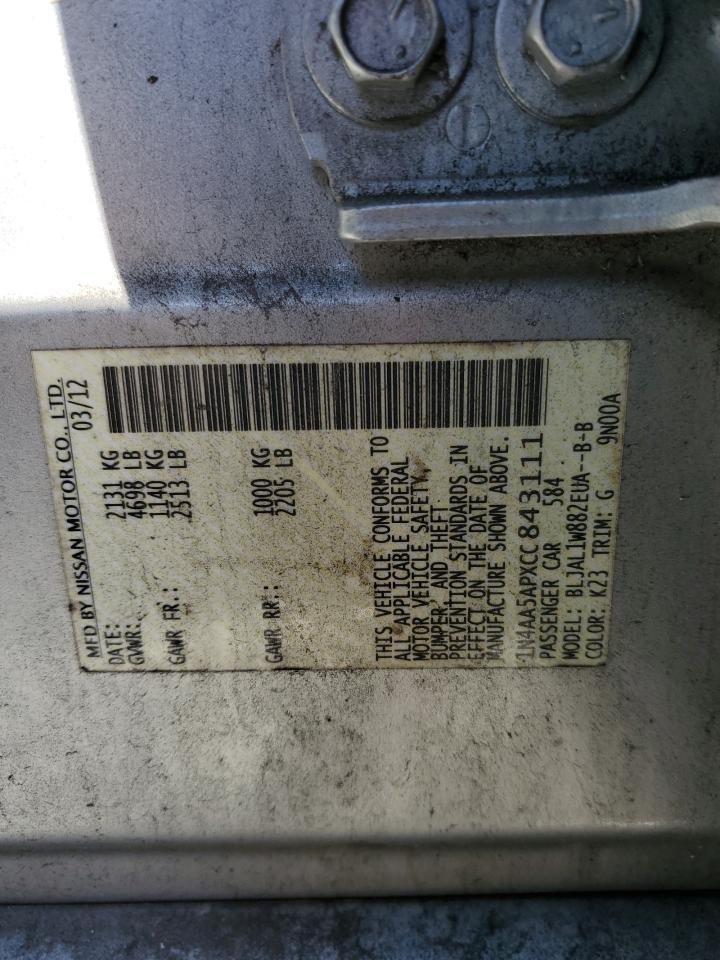 MFD BY NISSAN MOTOR CO., LTD.
DATE: 03/12
GVWR: 2131 KG
4698 LB
GAWR FR.: 1140 KG
2513 LB
GAWR RR.: 1000 KG
2205 LB
THIS VEHICLE CONFORMS TO
ALL APPLICABLE FEDERAL
MOTOR VEHICLE SAFETY,
BUMPER, AND THEFT
PREVENTION STANDARDS IN
EFFECT ON THE DATE OF
MANUFACTURE SHOWN ABOVE.
1N4AA5APXCC843111
PASSENGER CAR 584
MODEL: BLJAL1W882EUA--B-B
COLOR: K23 TRIM: G 9N00A